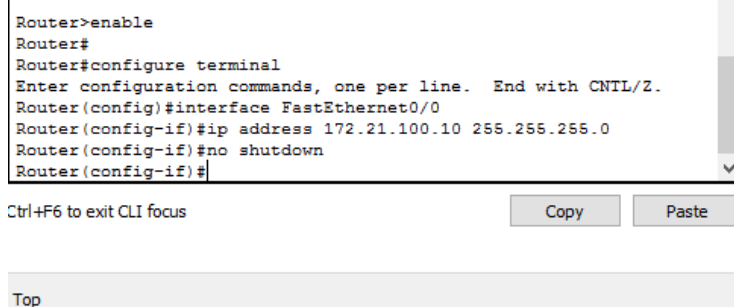 Router>enable
Router#
Router#configure terminal
Enter configuration commands, one per line.  End with CNTL/Z.
Router(config)#interface FastEthernet0/0
Router(config-if)#ip address 172.21.100.10 255.255.255.0
Router(config-if)#no shutdown
Router(config-if)#
Ctrl+F6 to exit CLI focus
Copy
Paste
Top